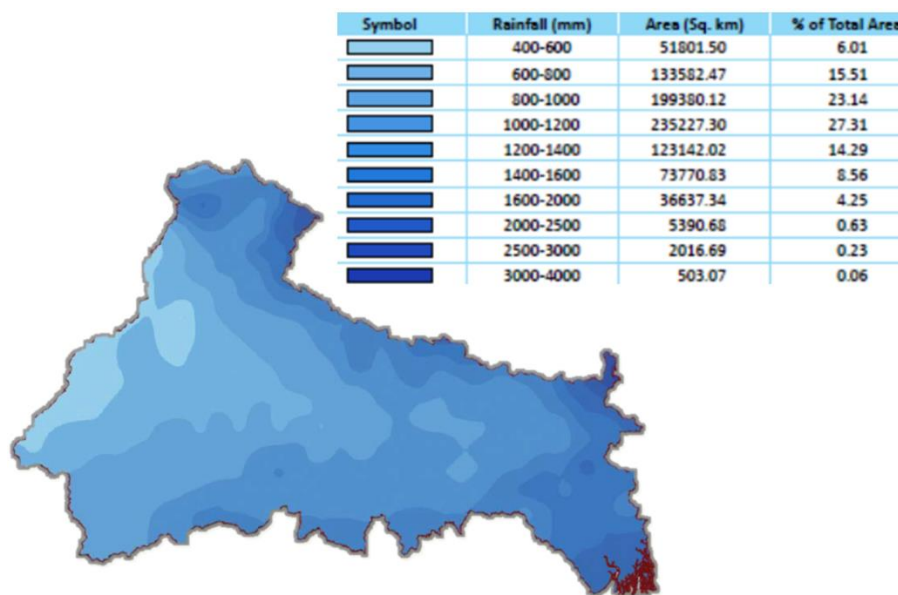 Symbol Rainfall (mm) Area (Sq. km) % of Total Area
400-600 51801.50 6.01
600-800 133582.47 15.51
800-1000 199380.12 23.14
1000-1200 235227.30 27.31
1200-1400 123142.02 14.29
1400-1600 73770.83 8.56
1600-2000 36637.34 4.25
2000-2500 5390.68 0.63
2500-3000 2016.69 0.23
3000-4000 503.07 0.06